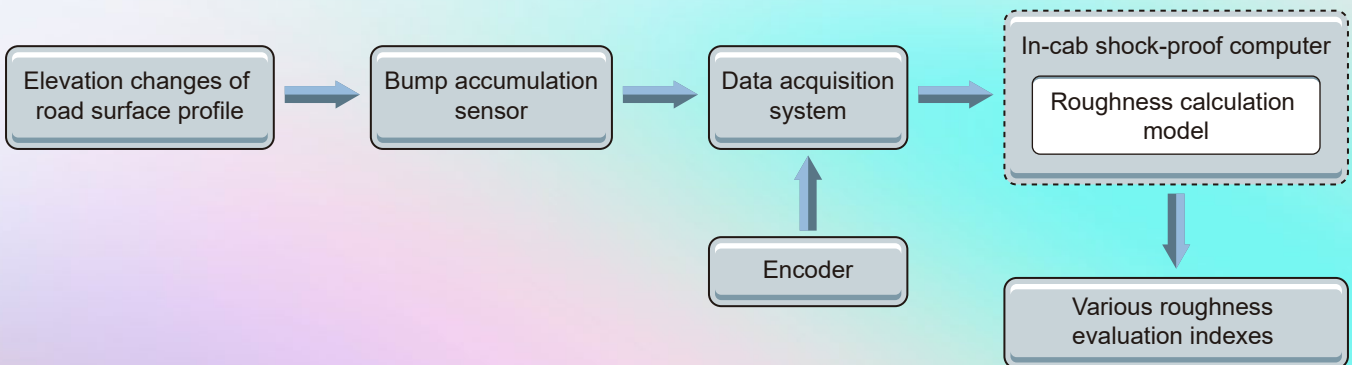 Elevation changes of
road surface profile
Bump accumulation
sensor
Data acquisition
system
In-cab shock-proof computer
Roughness calculation
model
Encoder
Various roughness
evaluation indexes